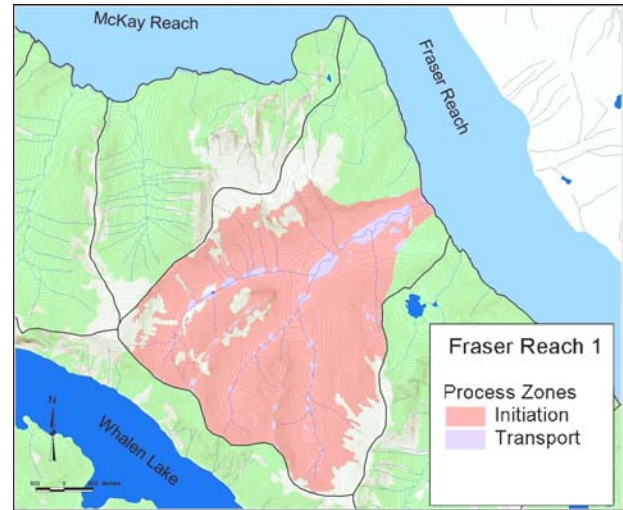 McKay Reach
Fraser Reach
Whalen Lake
N
Fraser Reach 1
Process Zones
Initiation
Transport